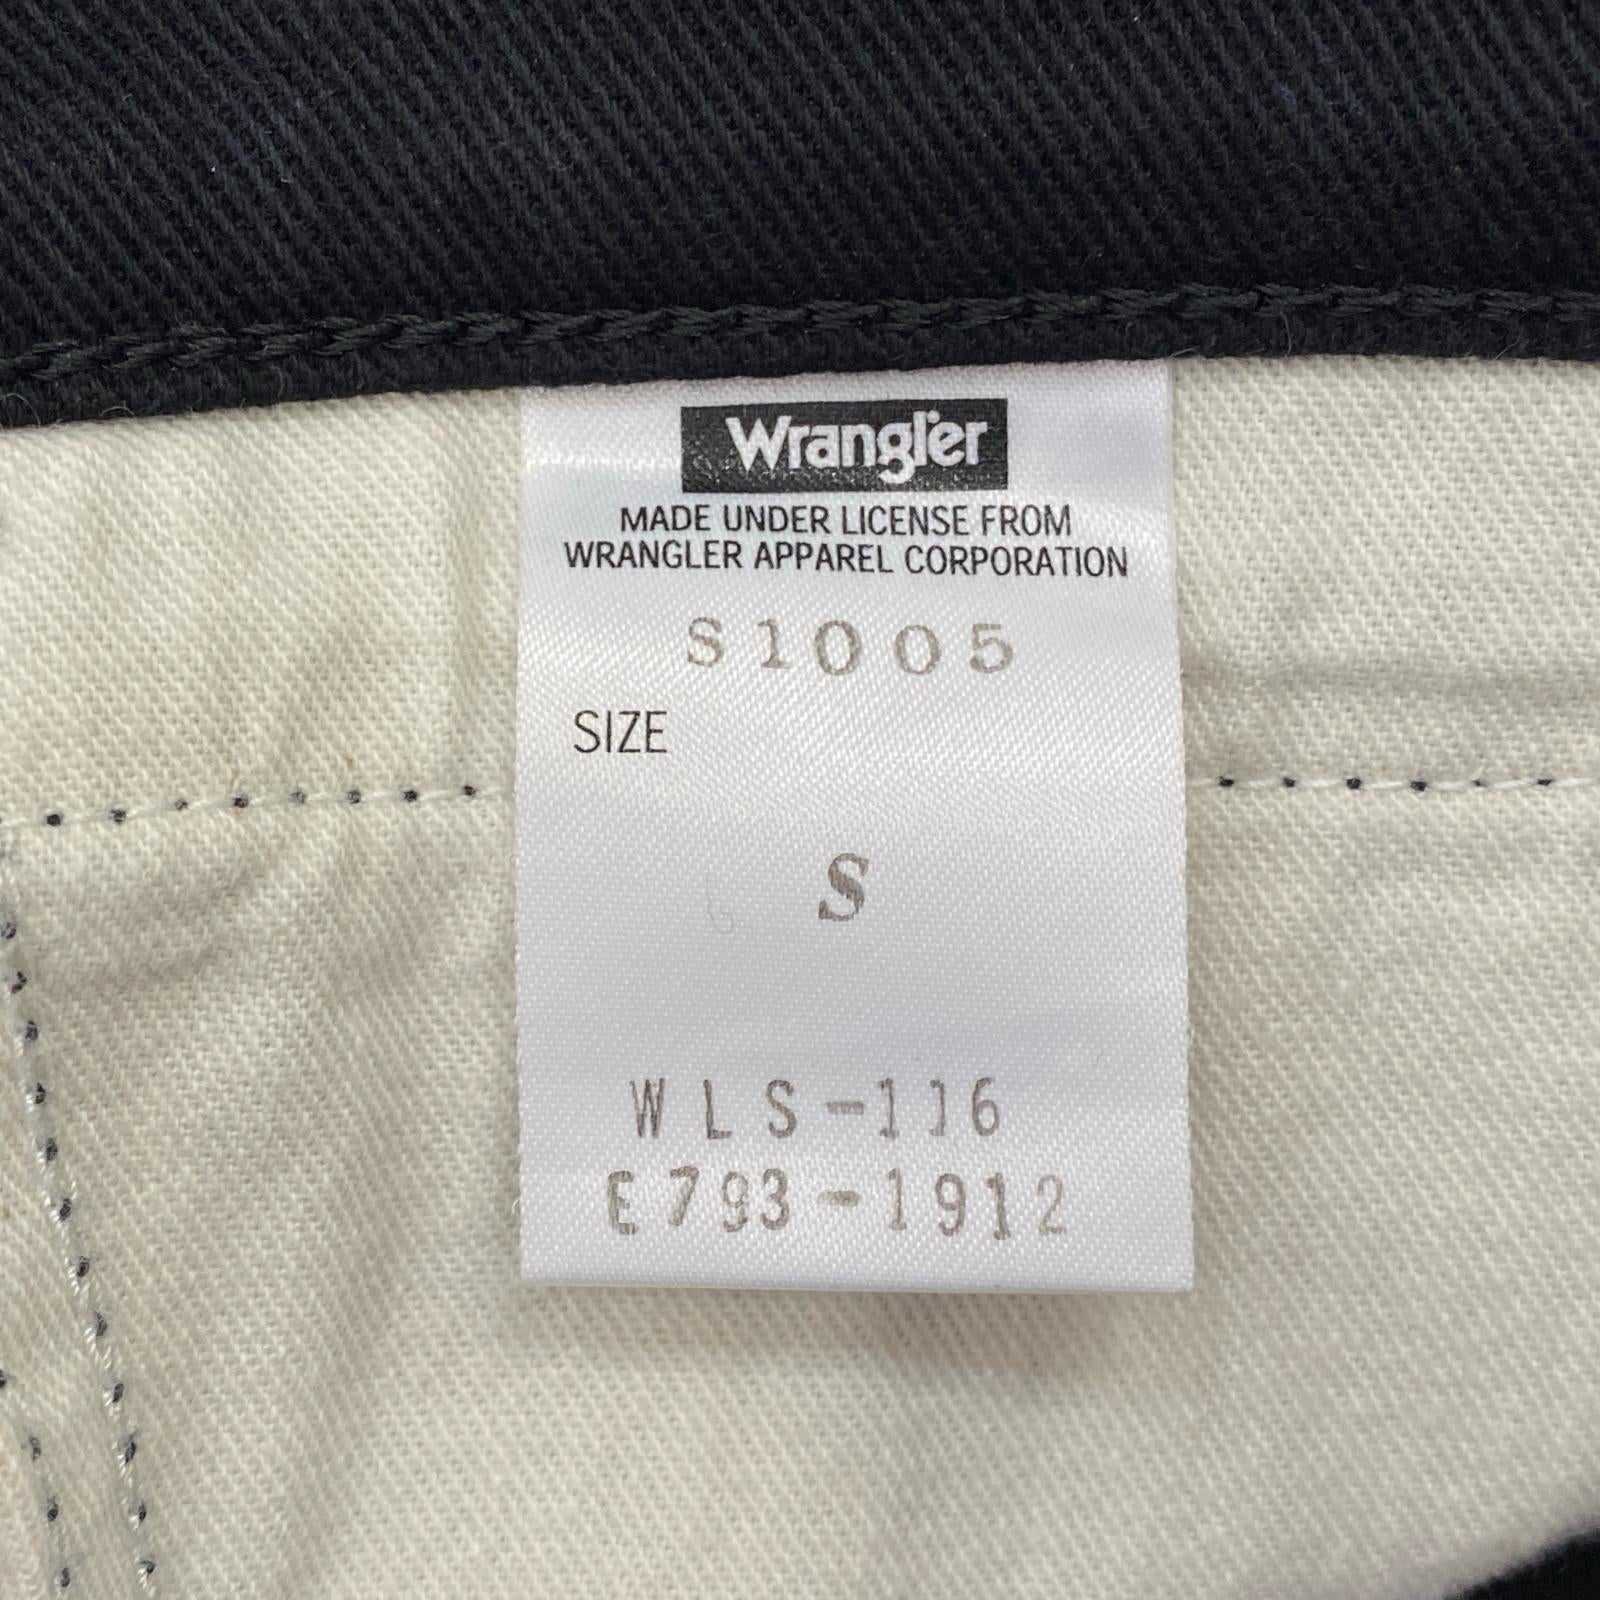 Wrangler
MADE UNDER LICENSE FROM
WRANGLER APPAREL CORPORATION
S1005
SIZE
S
WLS-116
E793-1912